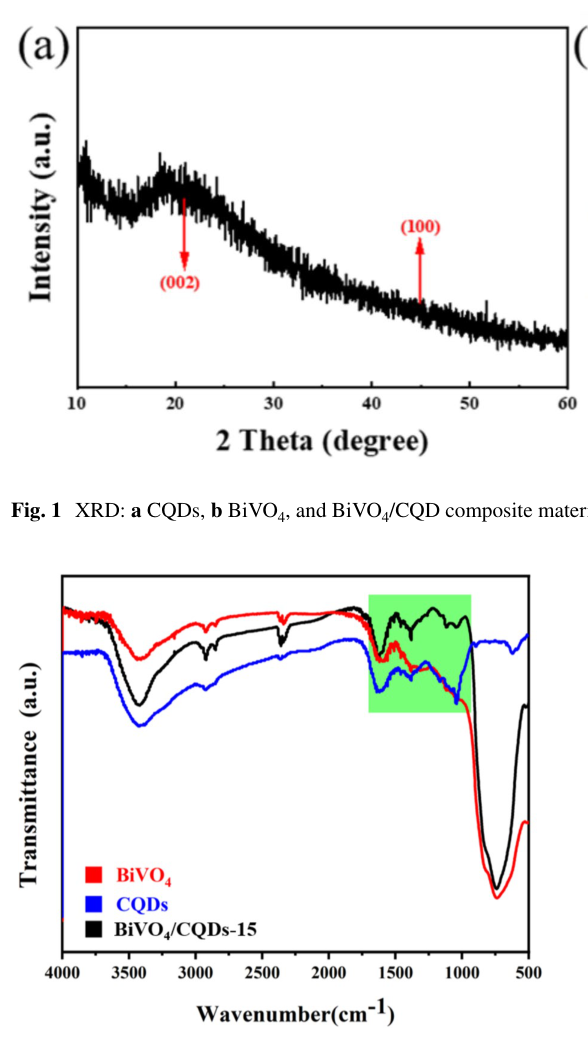 (a)
(
Intensity (a.u.)
(100)
(002)
10 20 30 40 50 60
2 Theta (degree)
Fig. 1 XRD: a CQDs, b BiVO₄, and BiVO₄/CQD composite mater
Transmittance (a.u.)
BiVO₄
CQDs
BiVO₄/CQDs-15
4000 3500 3000 2500 2000 1500 1000 500
Wavenumber(cm⁻¹)